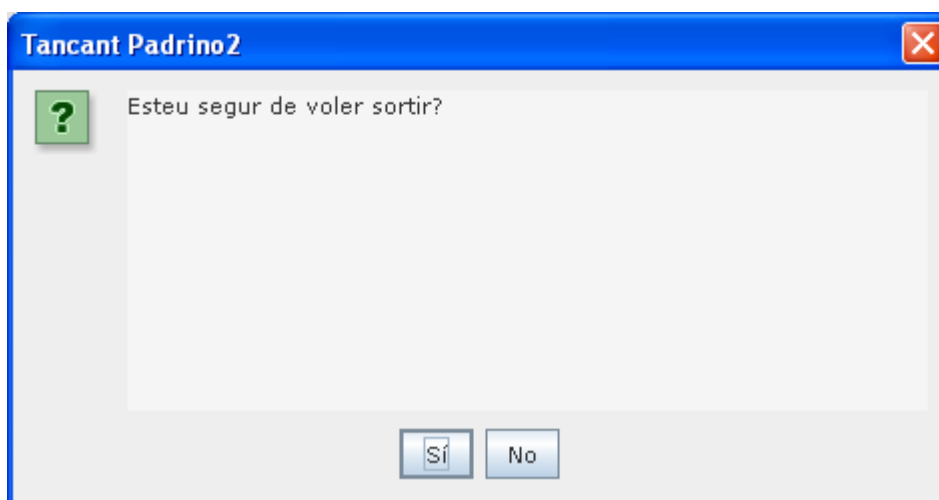 Tancant Padrino2
?
Esteu segur de voler sortir?
Sí
No